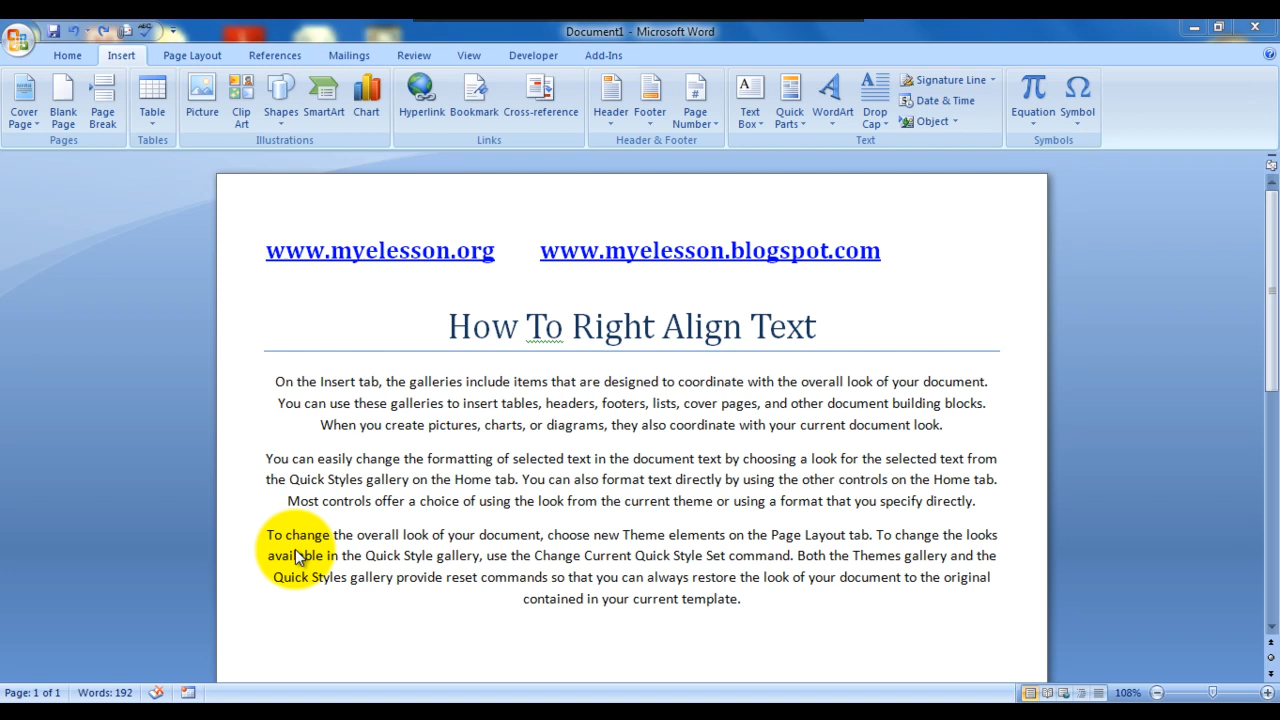 Document1 - Microsoft Word
Home Insert Page Layout References Mailings Review View Developer Add-Ins
Cover Page
Blank Page
Page Break
Pages
Table
Tables
Picture
Clip Art
Shapes
SmartArt
Chart
Illustrations
Hyperlink
Bookmark
Cross-reference
Links
Header
Footer
Page Number
Header & Footer
Text Box
Quick Parts
WordArt
Drop Cap
Signature Line
Date & Time
Object
Text
Equation
Symbol
Symbols
www.myelesson.org www.myelesson.blogspot.com
How To Right Align Text
On the Insert tab, the galleries include items that are designed to coordinate with the overall look of your document.
You can use these galleries to insert tables, headers, footers, lists, cover pages, and other document building blocks.
When you create pictures, charts, or diagrams, they also coordinate with your current document look.
You can easily change the formatting of selected text in the document text by choosing a look for the selected text from
the Quick Styles gallery on the Home tab. You can also format text directly by using the other controls on the Home tab.
Most controls offer a choice of using the look from the current theme or using a format that you specify directly.
To change the overall look of your document, choose new Theme elements on the Page Layout tab. To change the looks
available in the Quick Style gallery, use the Change Current Quick Style Set command. Both the Themes gallery and the
Quick Styles gallery provide reset commands so that you can always restore the look of your document to the original
contained in your current template.
Page: 1 of 1 Words: 192 108%